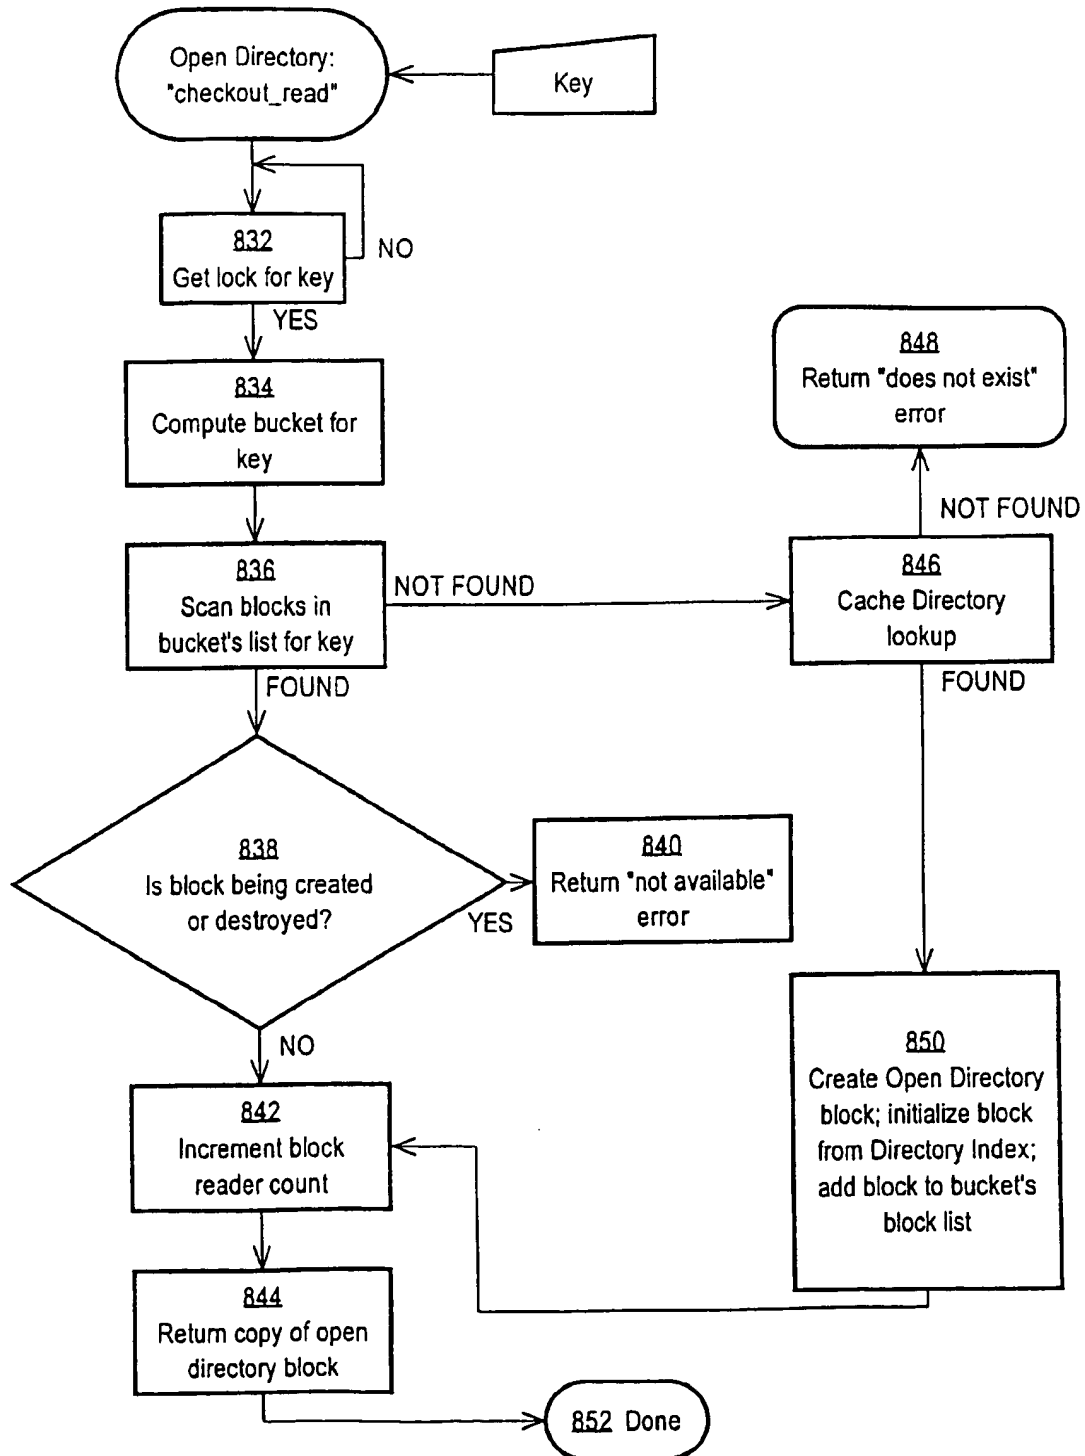 Open Directory:
"checkout_read"
Key
832
Get lock for key
NO
YES
834
Compute bucket for
key
848
Return "does not exist"
error
NOT FOUND
836
Scan blocks in
bucket's list for key
NOT FOUND
846
Cache Directory
lookup
FOUND
FOUND
838
Is block being created
or destroyed?
YES
840
Return "not available"
error
NO
842
Increment block
reader count
850
Create Open Directory
block; initialize block
from Directory Index;
add block to bucket's
block list
844
Return copy of open
directory block
852 Done